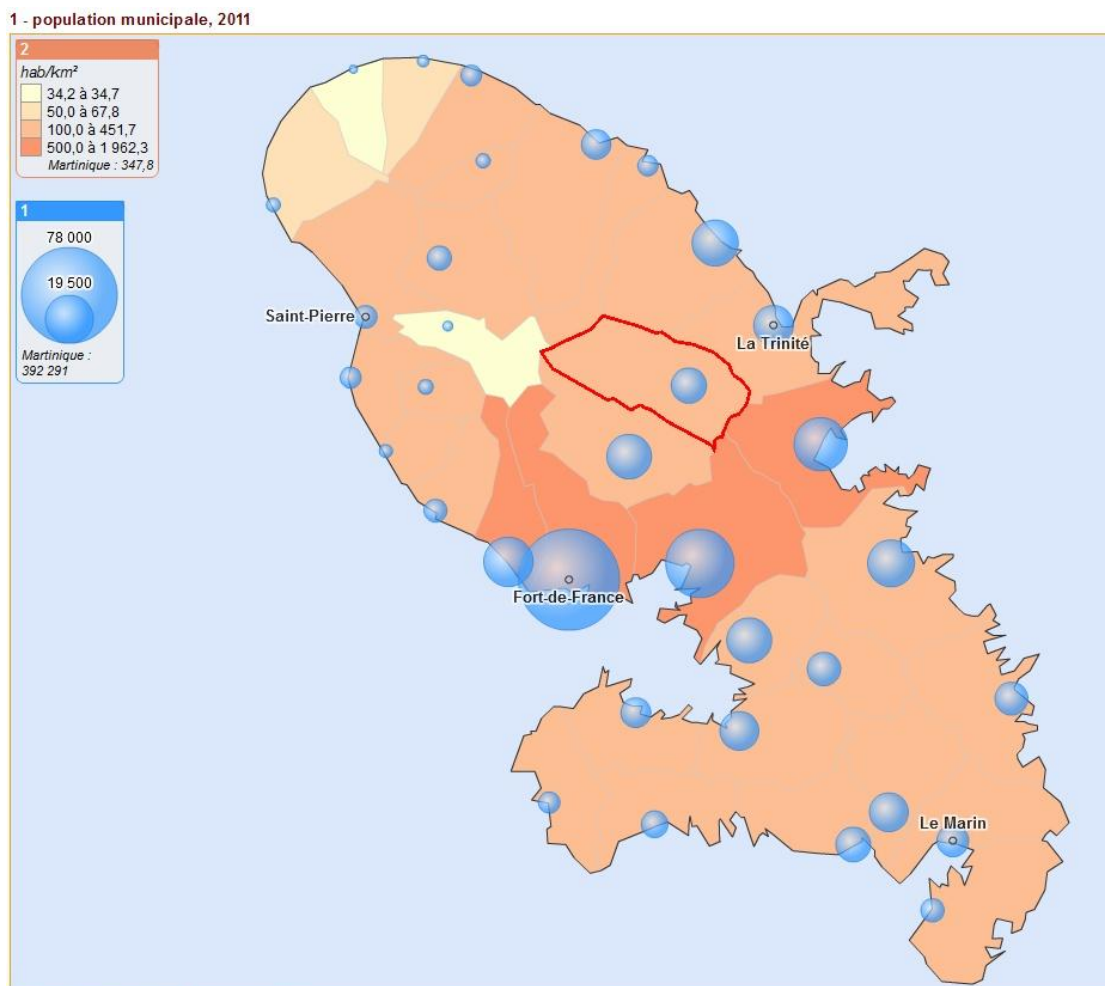 1 - population municipale, 2011
2
hab/km²
34,2 à 34,7
50,0 à 67,8
100,0 à 451,7
500,0 à 1 962,3
Martinique : 347,8
1
78 000
19 500
Martinique :
392 291
Saint-Pierre
La Trinité
Fort-de-France
Le Marin